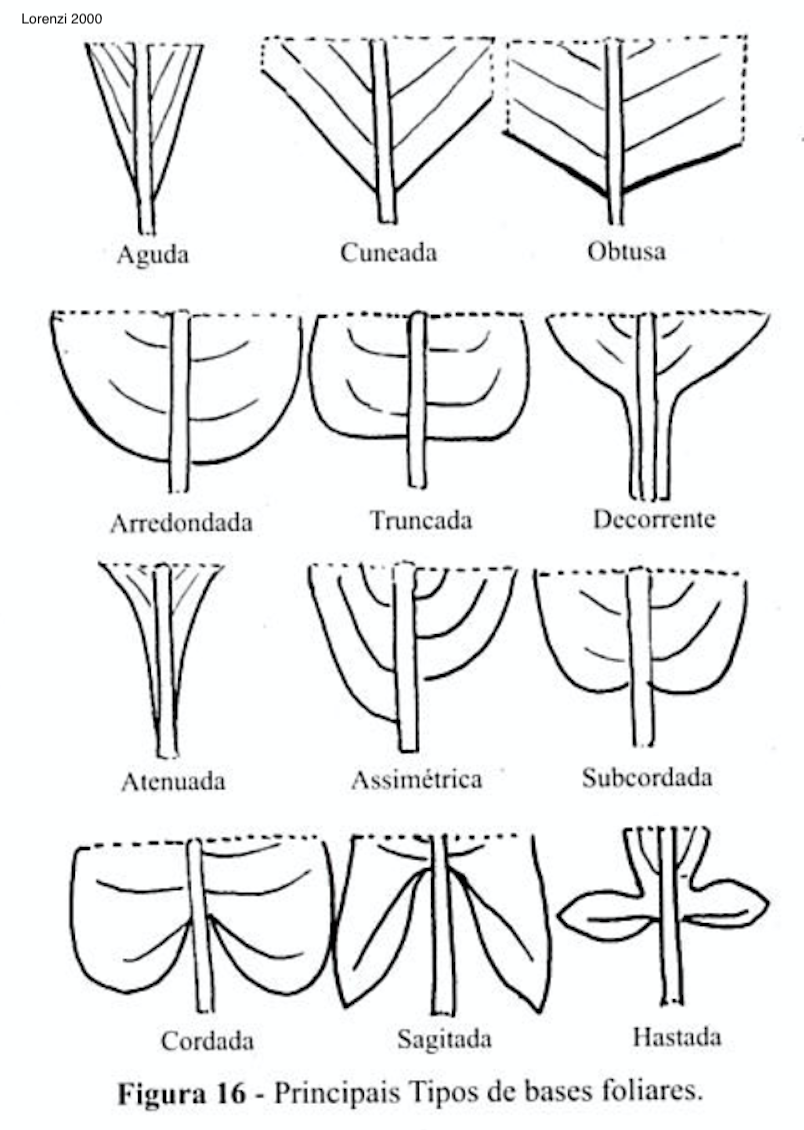 Lorenzi 2000
Aguda Cuneada Obtusa
Arredondada Truncada Decorrente
Atenuada Assimétrica Subcordada
Cordada Sagitada Hastada
Figura 16 - Principais Tipos de bases foliares.